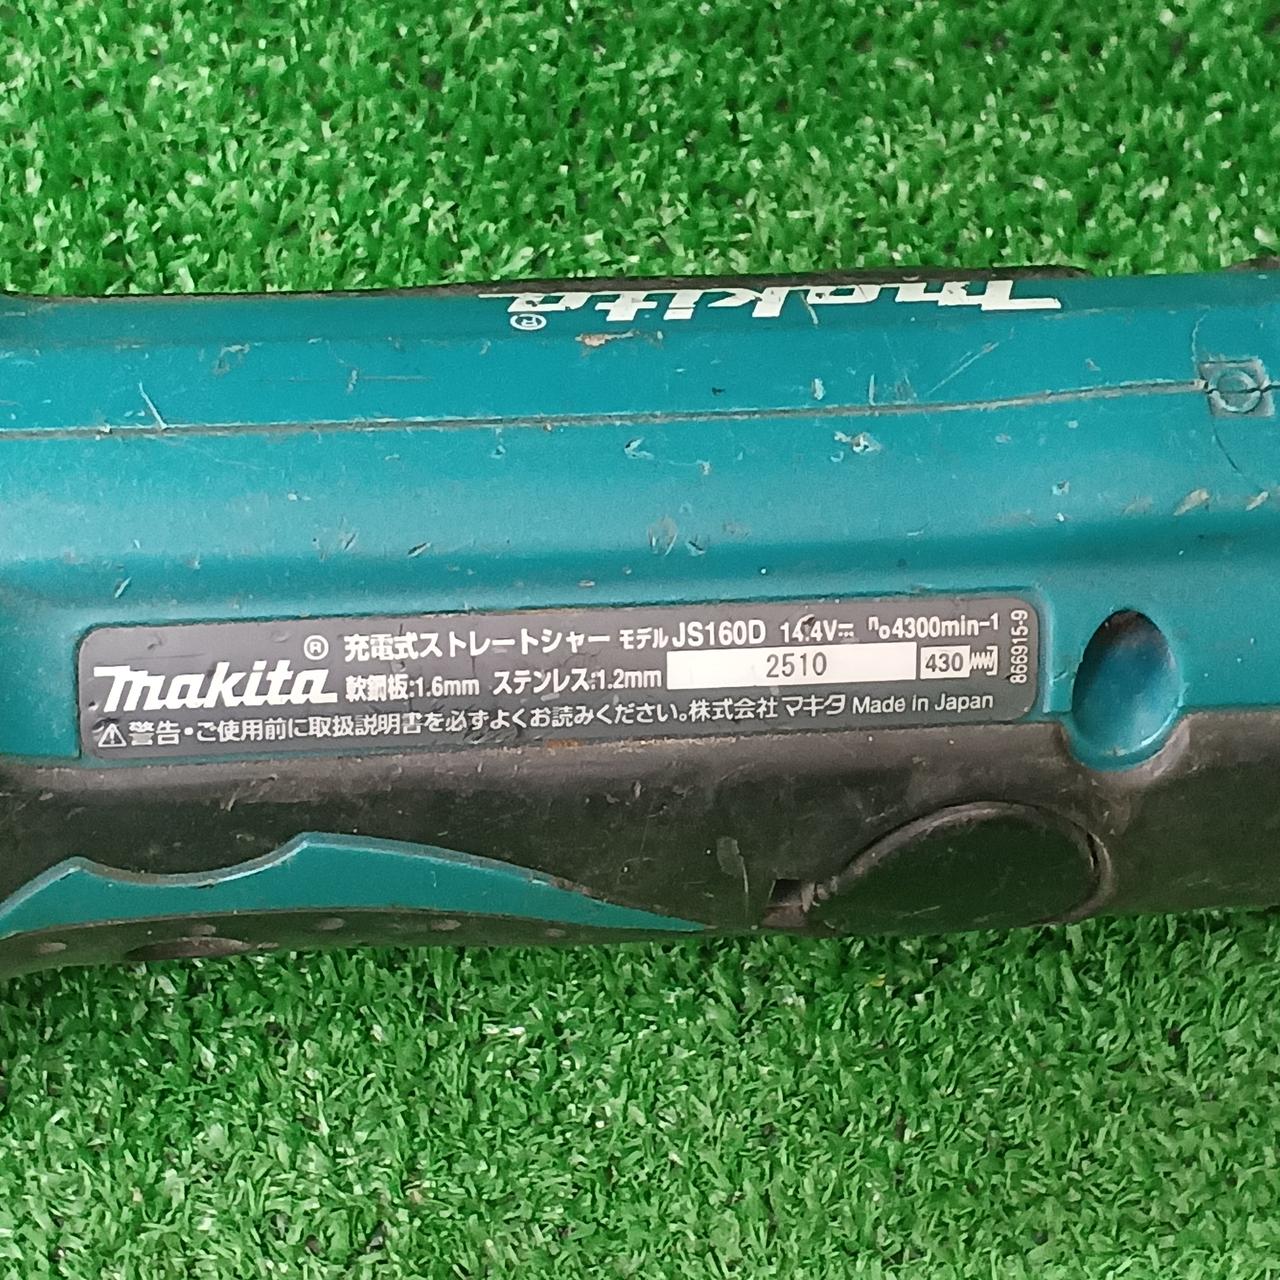 makita®
makita® 充電式ストレートシャー モデル JS160D 14.4V⎓ n₀4300min-1
軟鋼板:1.6mm ステンレス:1.2mm 2510 430
⚠警告・ご使用前に取扱説明書を必ずよくお読みください。株式会社 マキタ Made in Japan
866915-9